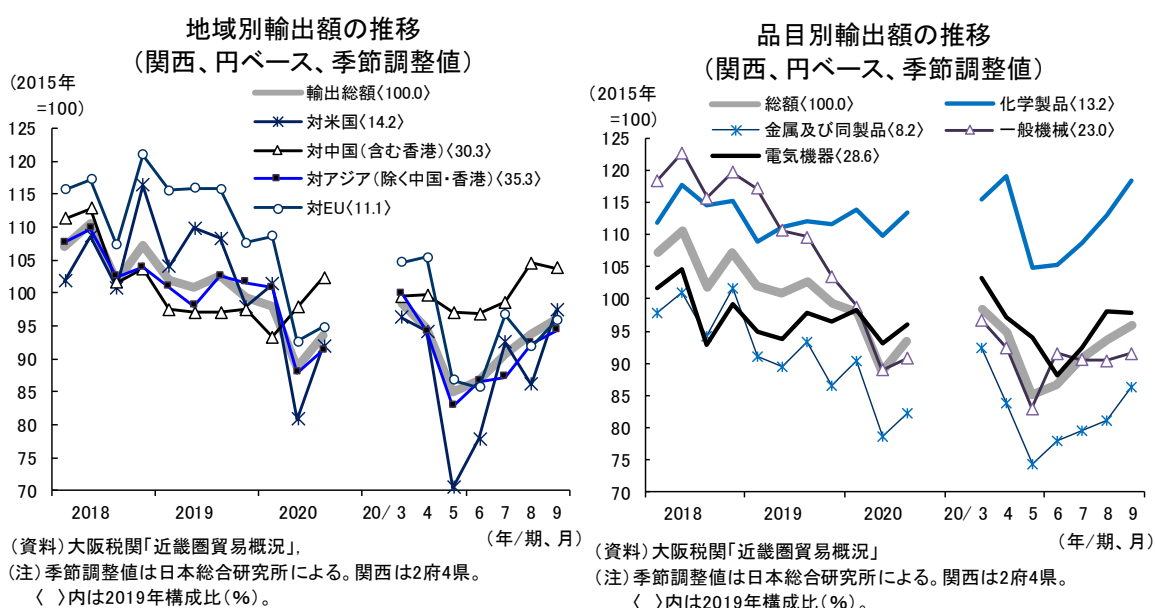 地域別輸出額の推移
(関西、円ベース、季節調整値)
(2015年
=100)
輸出総額〈100.0〉
対米国〈14.2〉
対中国(含む香港)〈30.3〉
対アジア(除く中国・香港)〈35.3〉
対EU〈11.1〉
125
120
115
110
105
100
95
90
85
80
75
70
2018 2019 2020 20/ 3 4 5 6 7 8 9
(年/期、月)
(資料)大阪税関「近畿圏貿易概況」,
(注)季節調整値は日本総合研究所による。関西は2府4県。
〈 〉内は2019年構成比(%)。
品目別輸出額の推移
(関西、円ベース、季節調整値)
(2015年
=100)
総額〈100.0〉 化学製品〈13.2〉
金属及び同製品〈8.2〉 一般機械〈23.0〉
電気機器〈28.6〉
125
120
115
110
105
100
95
90
85
80
75
70
2018 2019 2020 20/ 3 4 5 6 7 8 9
(年/期、月)
(資料)大阪税関「近畿圏貿易概況」
(注)季節調整値は日本総合研究所による。関西は2府4県。
〈 〉内は2019年構成比(%)。